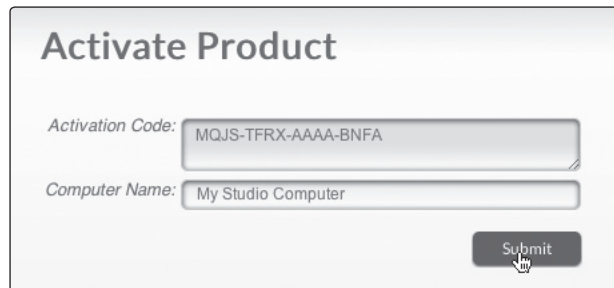 Activate Product
Activation Code: MQJS-TFRX-AAAA-BNFA
Computer Name: My Studio Computer
Submit